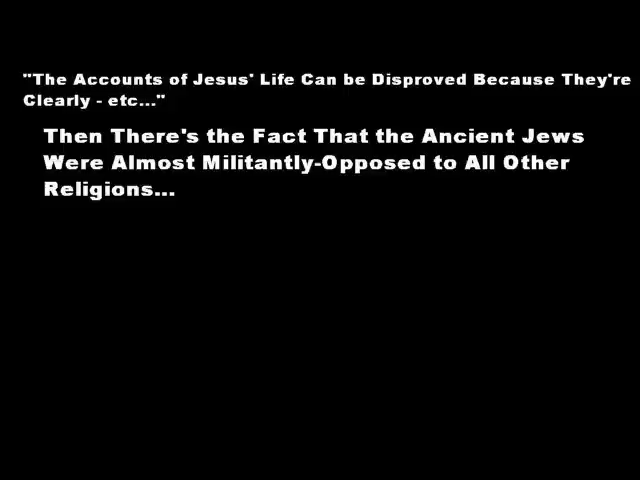 "The Accounts of Jesus' Life Can be Disproved Because They're
Clearly - etc..."
Then There's the Fact That the Ancient Jews
Were Almost Militantly-Opposed to All Other
Religions...